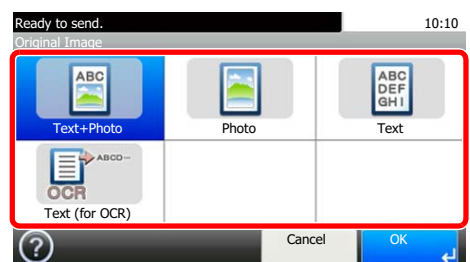 Ready to send. 10:10
Original Image
ABC
ABC
DEF
GHI
Text+Photo Photo Text
ABCD...
OCR
Text (for OCR)
? Cancel OK